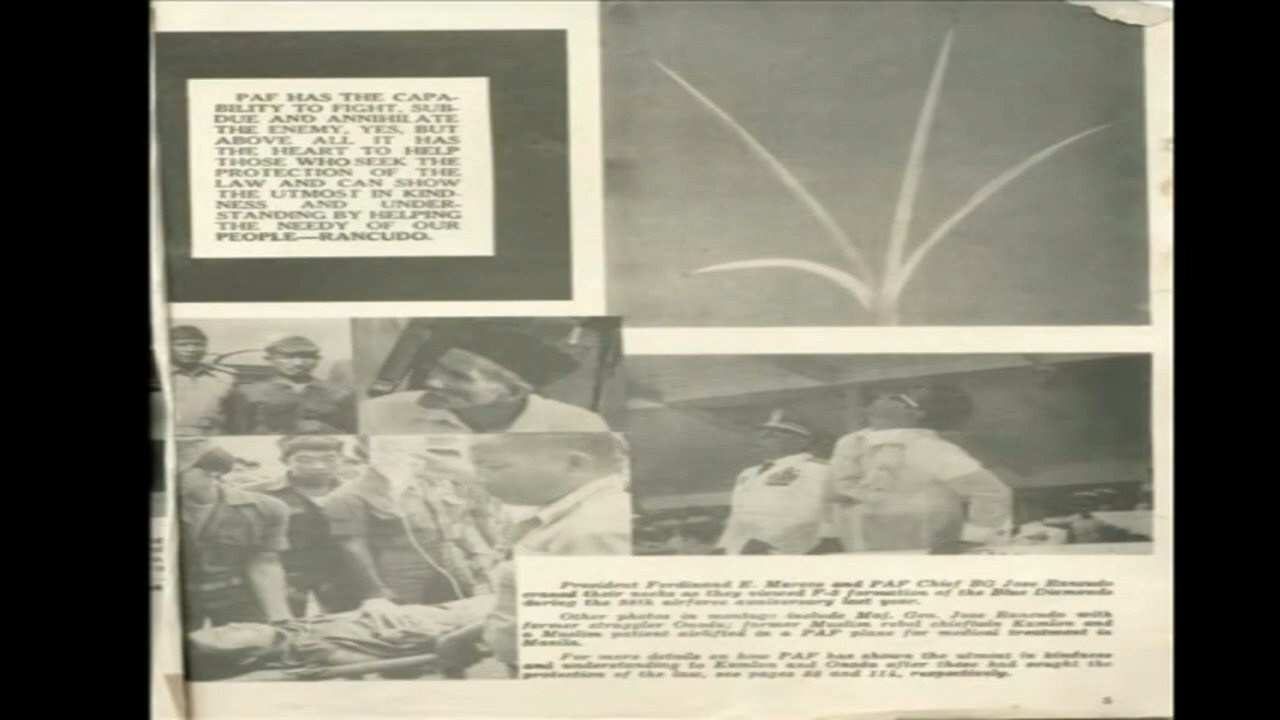 PAF HAS THE CAPA-
BILITY TO FIGHT, SUB-
DUE AND ANNIHILATE
THE ENEMY, YES, BUT
ABOVE ALL IT HAS
THE HEART TO HELP
THOSE WHO SEEK THE
PROTECTION OF THE
LAW AND CAN SHOW
THE UTMOST IN KIND-
NESS AND UNDER-
STANDING BY HELPING
THE NEEDY OF OUR
PEOPLE—RANCUDO.
President Ferdinand E. Marcos and PAF Chief BG Jose Rancudo
craned their necks as they viewed F-5 formation of the Blue Diamonds
during the airforce anniversary last year.
Other photos in montage include Maj. Gen. Jose Rancudo with
former straggler Onoda; former Muslim rebel chieftain Kamlon and
a Muslim patient airlifted in a PAF plane for medical treatment in
Manila.
For more details on how PAF has shown the utmost in kindness
and understanding to Kamlon and Onoda after these had sought the
protection of the law, see pages and respectively.